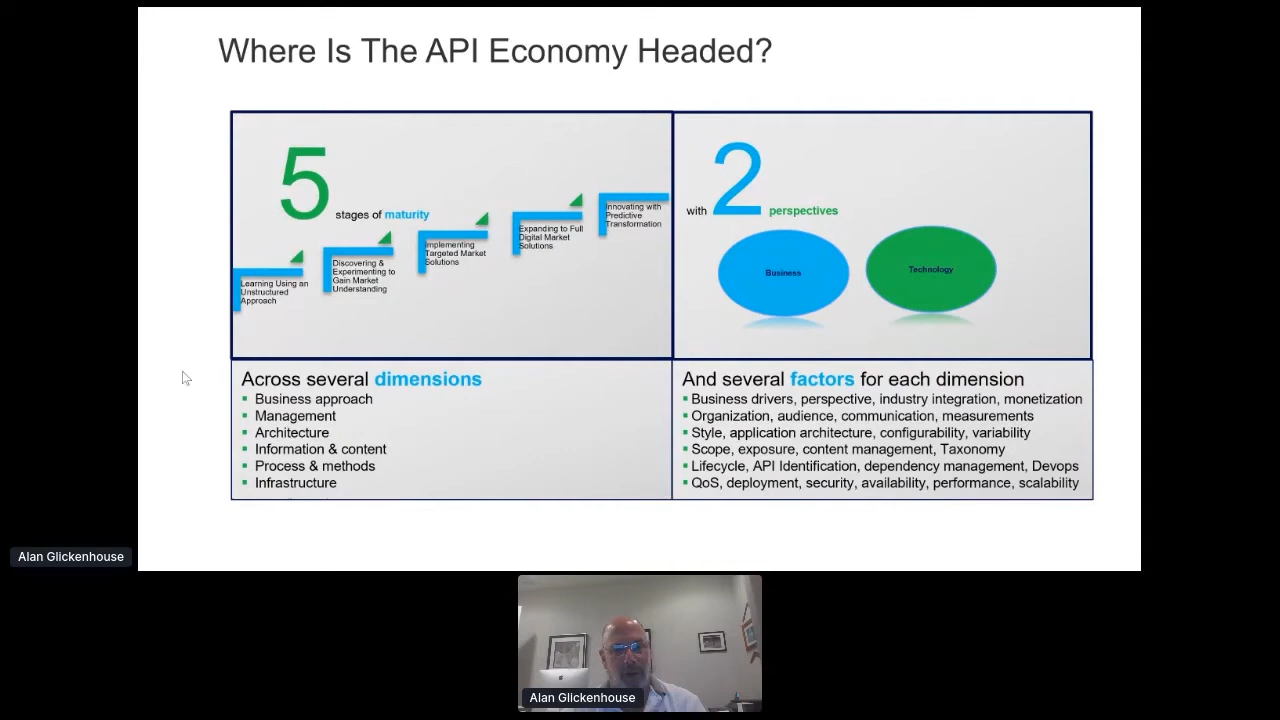 Where Is The API Economy Headed?
5
stages of maturity
Learning Using an
Unstructured
Approach
Discovering &
Experimenting to
Gain Market
Understanding
Implementing
Targeted Market
Solutions
Expanding to Full
Digital Market
Solutions
Innovating with
Predictive
Transformation
with 2 perspectives
Business
Technology
Across several dimensions
Business approach
Management
Architecture
Information & content
Process & methods
Infrastructure
And several factors for each dimension
Business drivers, perspective, industry integration, monetization
Organization, audience, communication, measurements
Style, application architecture, configurability, variability
Scope, exposure, content management, Taxonomy
Lifecycle, API Identification, dependency management, Devops
QoS, deployment, security, availability, performance, scalability
Alan Glickenhouse
Alan Glickenhouse